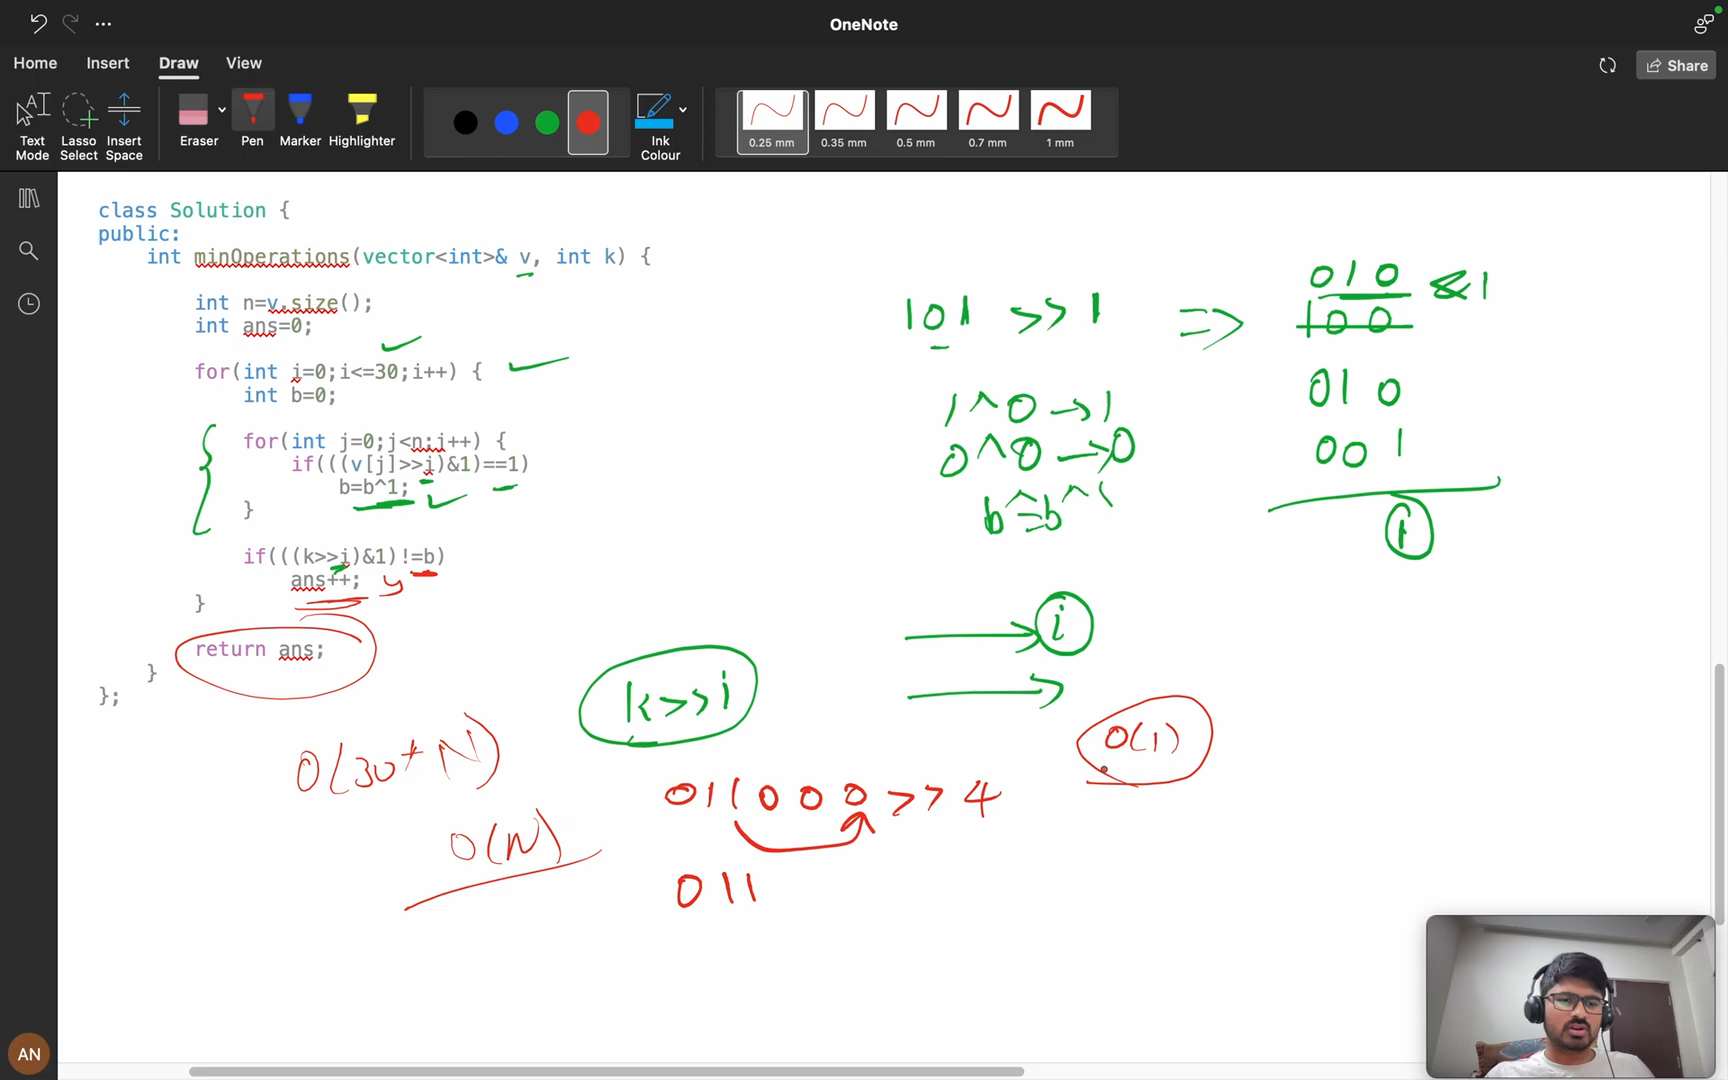 OneNote
Home Insert Draw View
Share
Text Mode
Lasso Select
Insert Space
Eraser
Pen
Marker
Highlighter
Ink Colour
0.25 mm
0.35 mm
0.5 mm
0.7 mm
1 mm
class Solution {
public:
int minOperations(vector<int>& v, int k) {
int n=v.size();
int ans=0;
for(int i=0;i<=30;i++) {
int b=0;
for(int j=0;j<n;j++) {
if(((v[j]>>i)&1)==1)
b=b^1;
}
if(((k>>i)&1)!=b)
ans++; y
}
return ans;
}
};
101 >> 1 =>
010 &1
100
010
001
1
1^0→1
0^0→0
b=b^1
i
k>>i
O(1)
O(30*N)
O(N)
011000>>4
011
AN